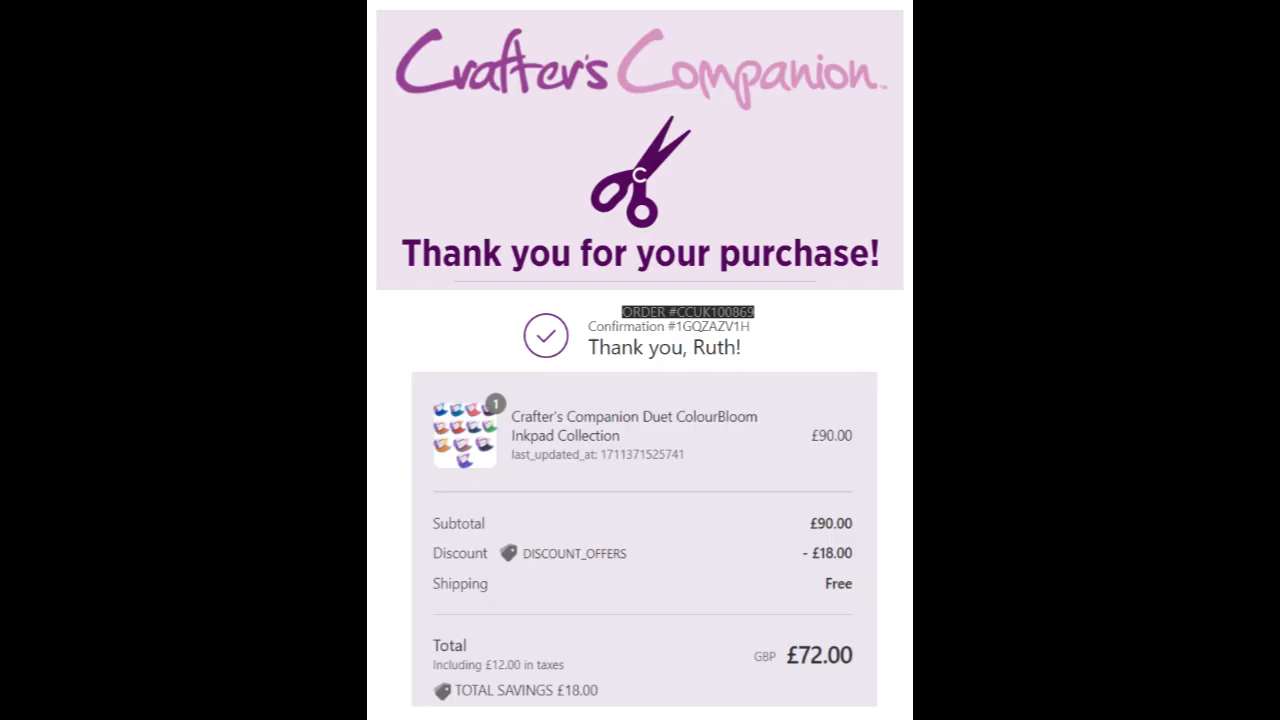 Crafter's Companion™
C
Thank you for your purchase!
ORDER #CCUK100869
Confirmation #1GQZAZV1H
Thank you, Ruth!
1
Crafter's Companion Duet ColourBloom
Inkpad Collection £90.00
last_updated_at: 1711371525741
Subtotal £90.00
Discount DISCOUNT_OFFERS - £18.00
Shipping Free
Total GBP £72.00
Including £12.00 in taxes
TOTAL SAVINGS £18.00